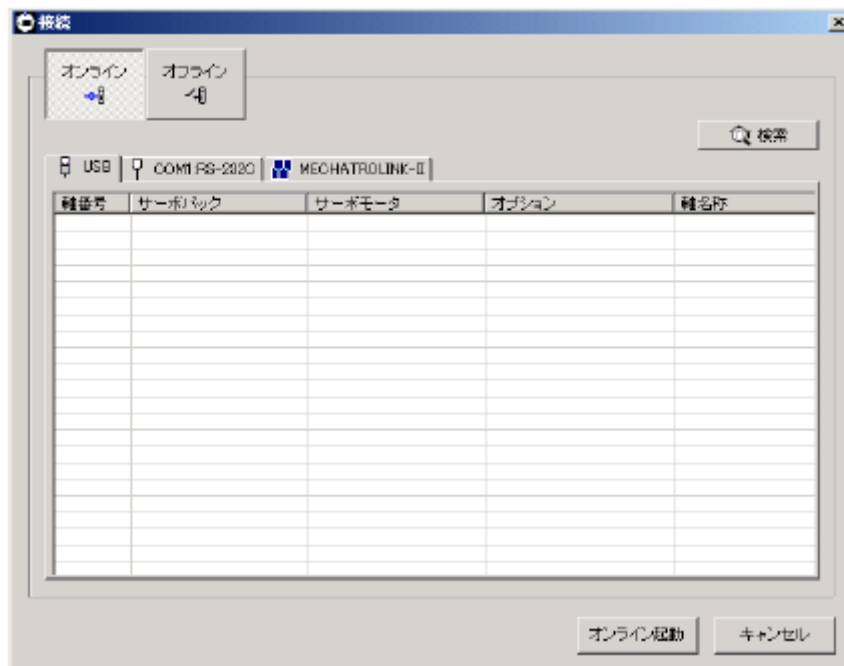 接続
オンライン オフライン
検索
USB COM1:RS-232C MECHATROLINK-II
軸番号 サーボパック サーボモータ オプション 軸名称
オンライン起動 キャンセル